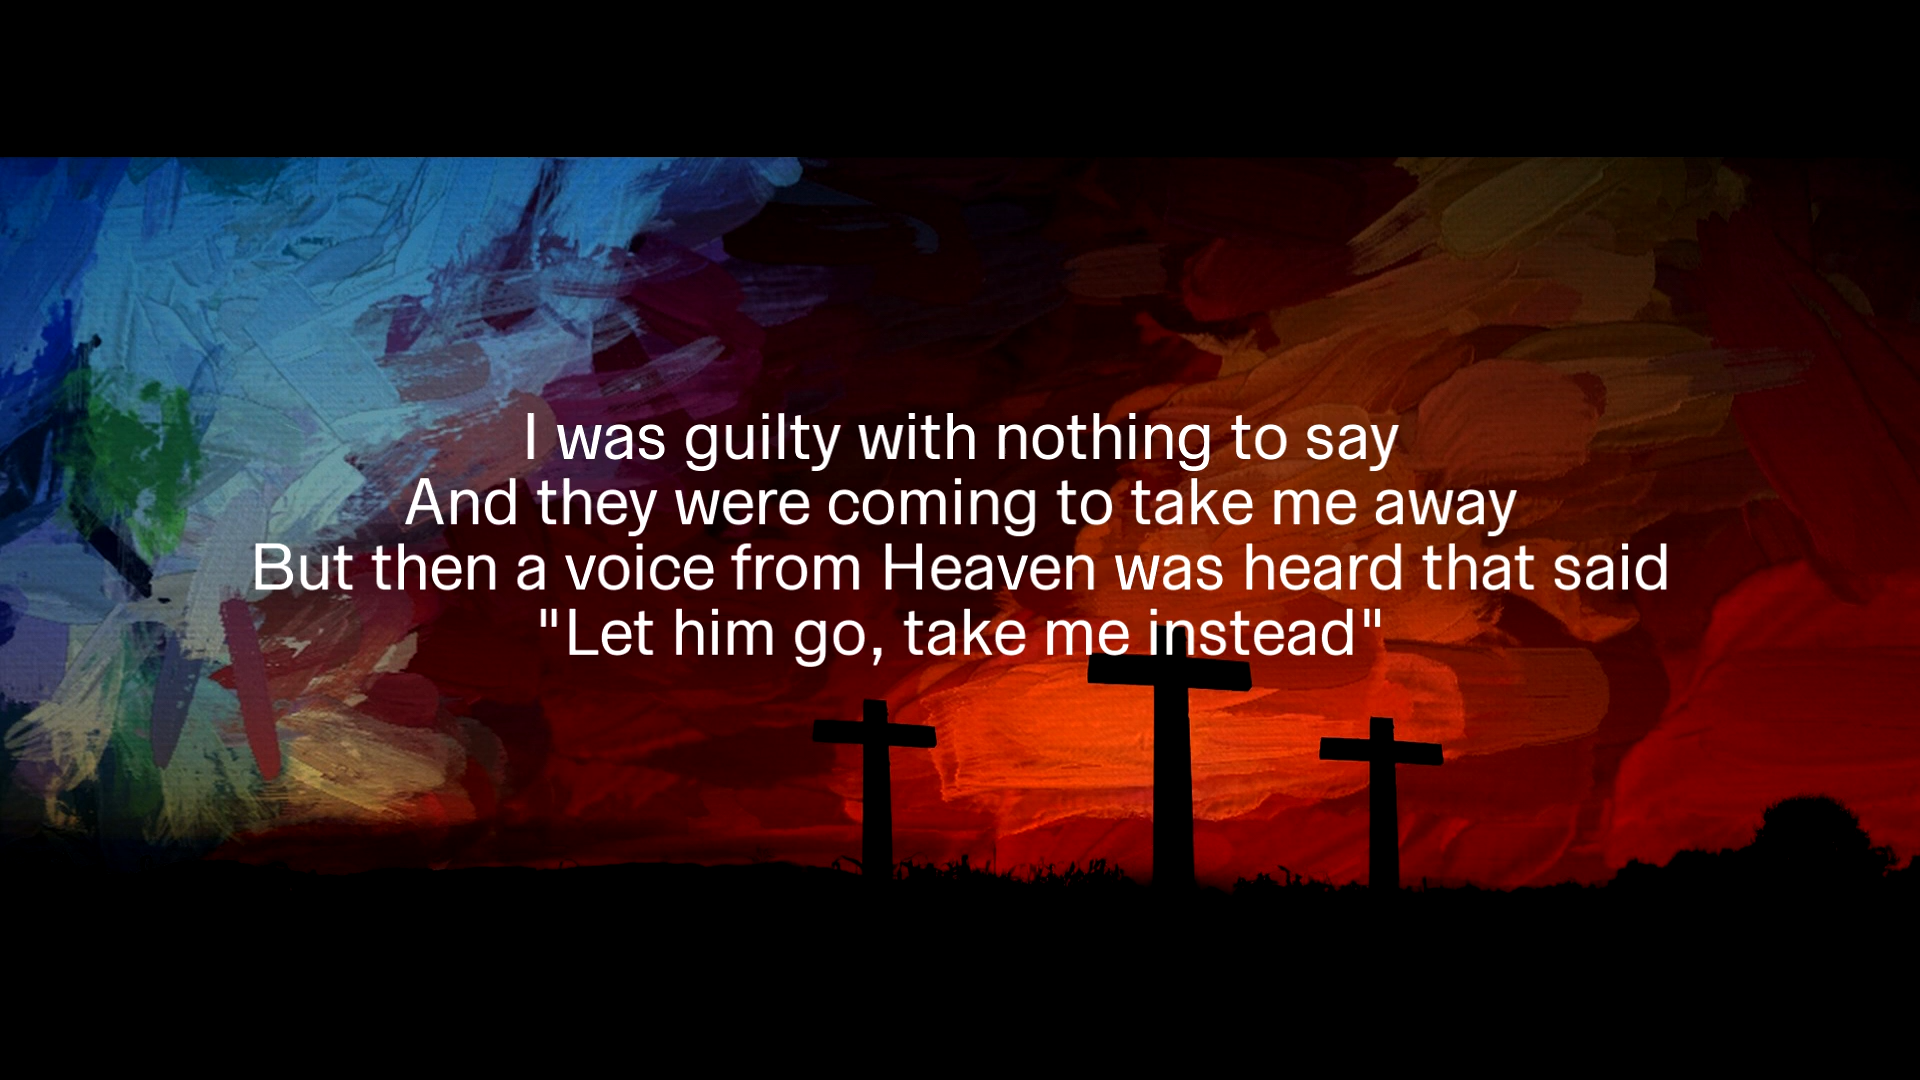 I was guilty with nothing to say
And they were coming to take me away
But then a voice from Heaven was heard that said
"Let him go, take me instead"